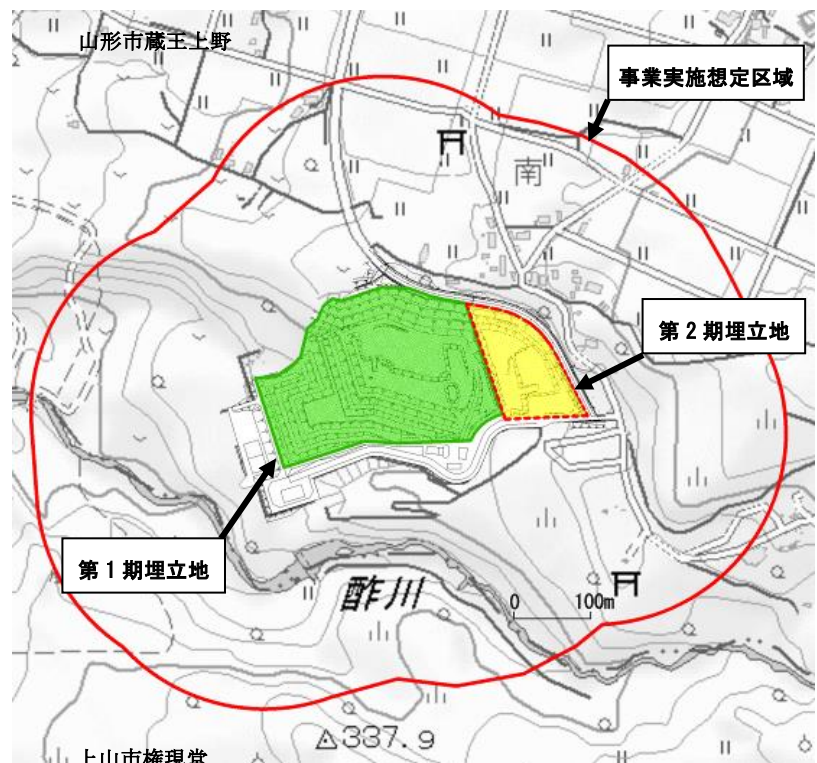 山形市蔵王上野
事業実施想定区域
南
第2期埋立地
第1期埋立地
酢川
0 100m
△337.9
上山市権現堂